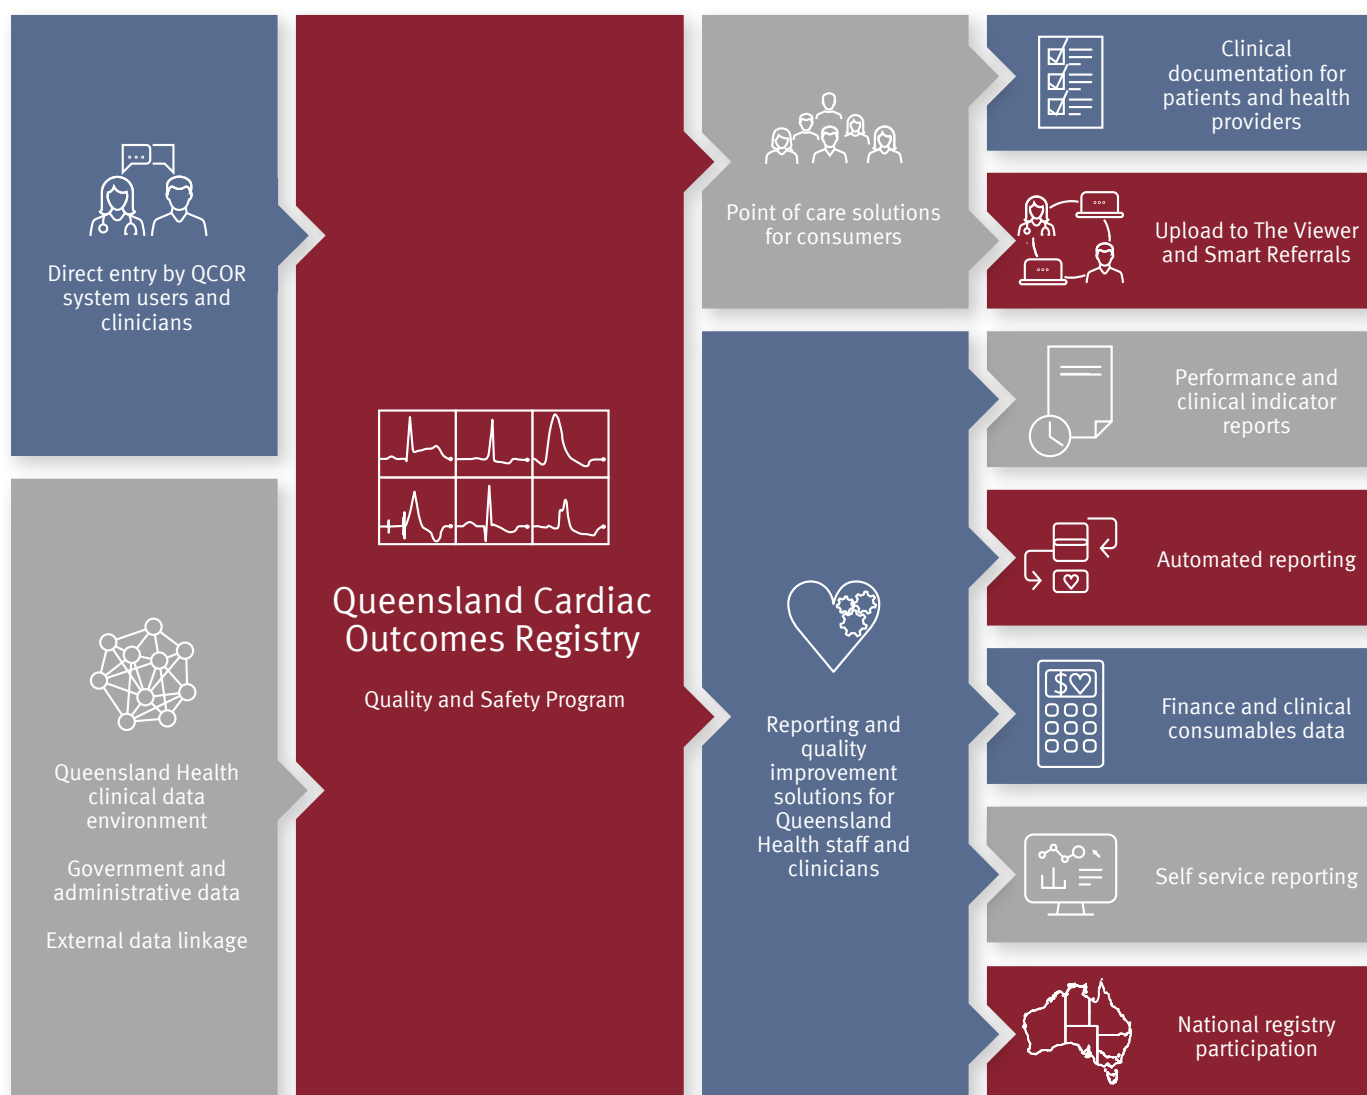 Direct entry by QCOR
system users and
clinicians
Queensland Health
clinical data
environment
Government and
administrative data
External data linkage
Queensland Cardiac
Outcomes Registry
Quality and Safety Program
Point of care solutions
for consumers
Reporting and
quality
improvement
solutions for
Queensland
Health staff and
clinicians
Clinical
documentation for
patients and health
providers
Upload to The Viewer
and Smart Referrals
Performance and
clinical indicator
reports
Automated reporting
$
Finance and clinical
consumables data
Self service reporting
National registry
participation